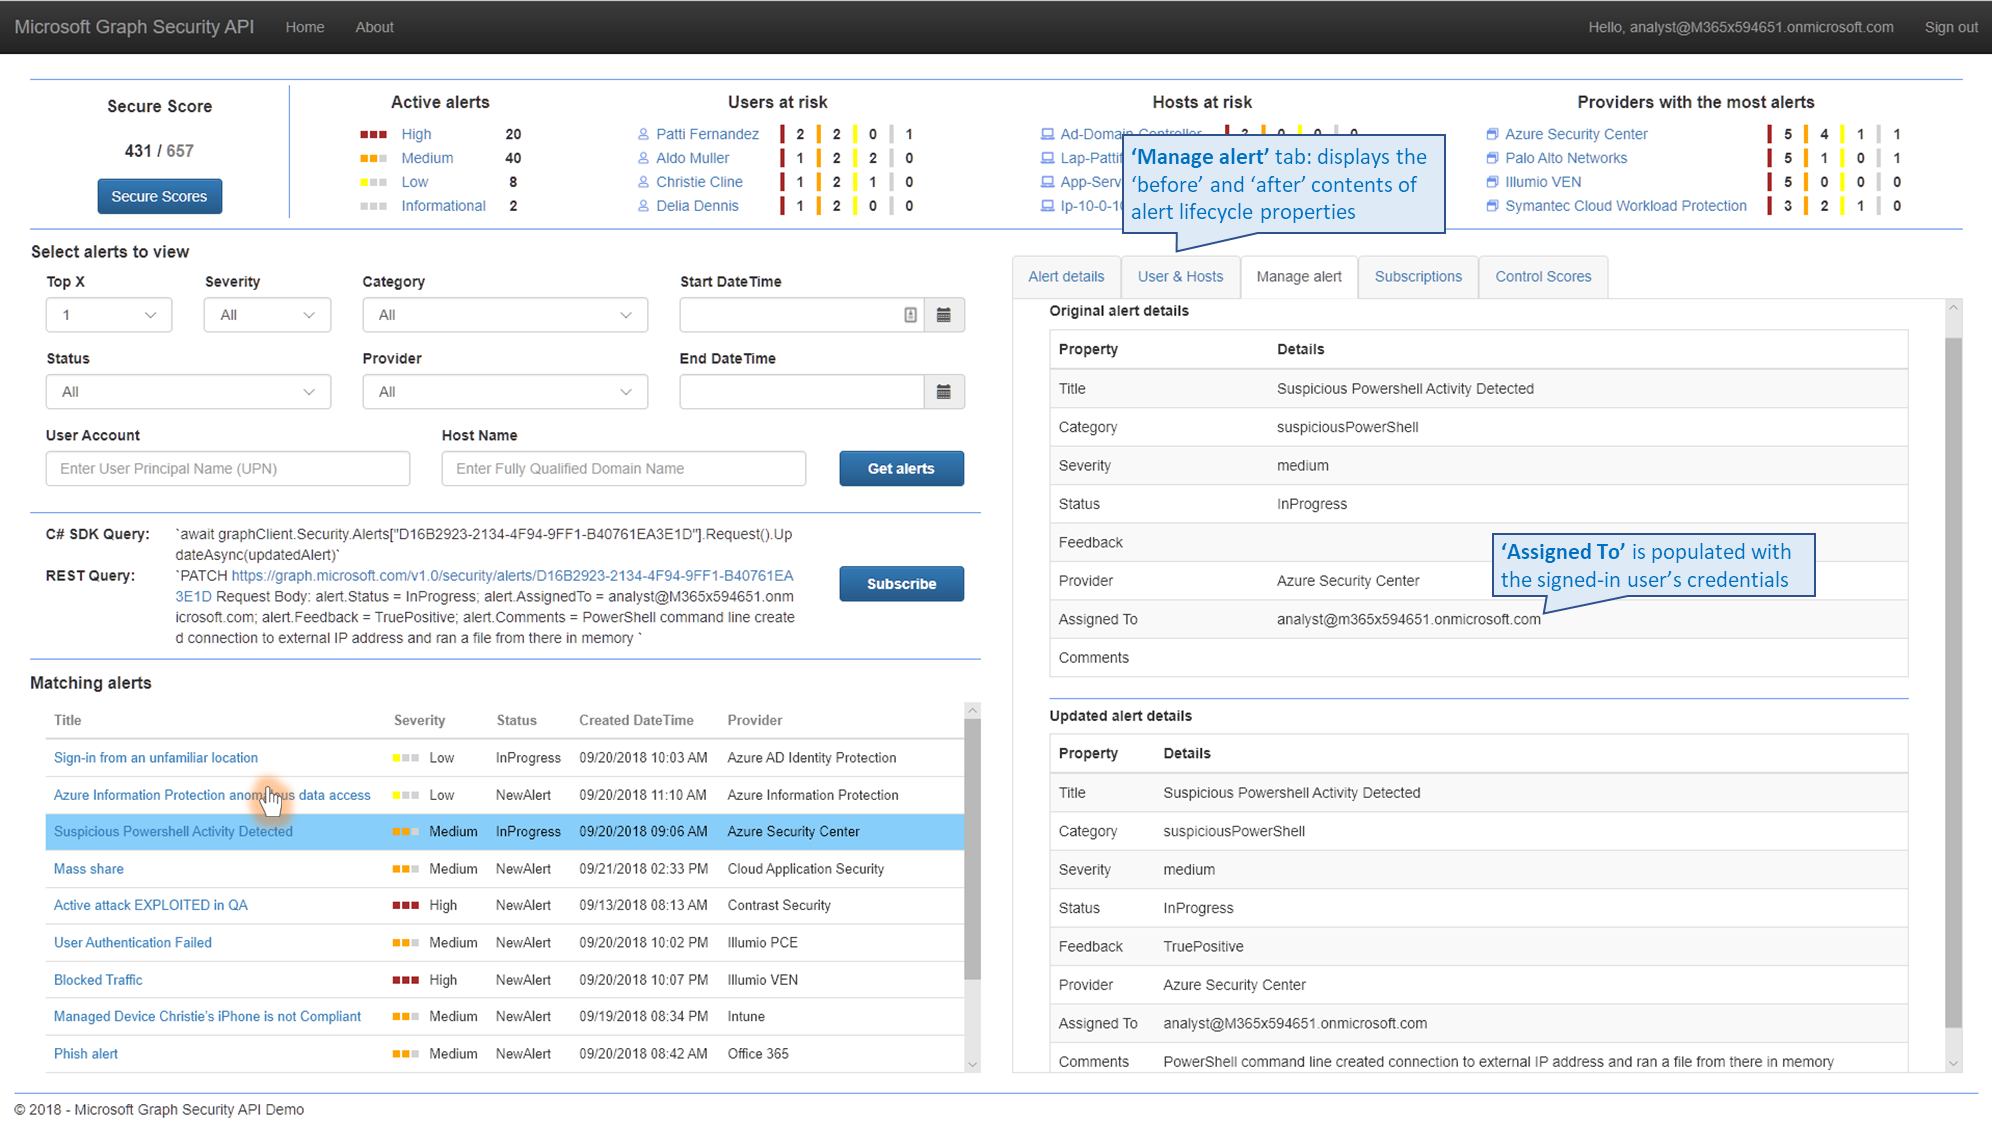 Microsoft Graph Security API Home About Hello, analyst@M365x594651.onmicrosoft.com Sign out
Secure Score
431 / 657
Secure Scores
Active alerts
High 20
Medium 40
Low 8
Informational 2
Users at risk
Patti Fernandez 2 2 0 1
Aldo Muller 1 2 2 0
Christie Cline 1 2 1 0
Delia Dennis 1 2 0 0
Hosts at risk
Ad-Domain
Lap-Pattif
App-Serv
Ip-10-0-10
Providers with the most alerts
Azure Security Center 5 4 1 1
Palo Alto Networks 5 1 0 1
Illumio VEN 5 0 0 0
Symantec Cloud Workload Protection 3 2 1 0
‘Manage alert’ tab: displays the
‘before’ and ‘after’ contents of
alert lifecycle properties
Select alerts to view
Top X Severity Category Start DateTime
1 All All
Status Provider End DateTime
All All
User Account Host Name
Enter User Principal Name (UPN) Enter Fully Qualified Domain Name Get alerts
C# SDK Query: `await graphClient.Security.Alerts["D16B2923-2134-4F94-9FF1-B40761EA3E1D"].Request().Up
dateAsync(updatedAlert)`
REST Query: `PATCH https://graph.microsoft.com/v1.0/security/alerts/D16B2923-2134-4F94-9FF1-B40761EA
3E1D Request Body: alert.Status = InProgress; alert.AssignedTo = analyst@M365x594651.onm
icrosoft.com; alert.Feedback = TruePositive; alert.Comments = PowerShell command line create
d connection to external IP address and ran a file from there in memory `
Subscribe
Matching alerts
Title Severity Status Created DateTime Provider
Sign-in from an unfamiliar location Low InProgress 09/20/2018 10:03 AM Azure AD Identity Protection
Azure Information Protection anomalous data access Low NewAlert 09/20/2018 11:10 AM Azure Information Protection
Suspicious Powershell Activity Detected Medium InProgress 09/20/2018 09:06 AM Azure Security Center
Mass share Medium NewAlert 09/21/2018 02:33 PM Cloud Application Security
Active attack EXPLOITED in QA High NewAlert 09/13/2018 08:13 AM Contrast Security
User Authentication Failed Medium NewAlert 09/20/2018 10:02 PM Illumio PCE
Blocked Traffic High NewAlert 09/20/2018 10:07 PM Illumio VEN
Managed Device Christie's iPhone is not Compliant Medium NewAlert 09/19/2018 08:34 PM Intune
Phish alert Medium NewAlert 09/20/2018 08:42 AM Office 365
Alert details User & Hosts Manage alert Subscriptions Control Scores
Original alert details
Property Details
Title Suspicious Powershell Activity Detected
Category suspiciousPowerShell
Severity medium
Status InProgress
Feedback
Provider Azure Security Center
Assigned To analyst@m365x594651.onmicrosoft.com
Comments
‘Assigned To’ is populated with
the signed-in user’s credentials
Updated alert details
Property Details
Title Suspicious Powershell Activity Detected
Category suspiciousPowerShell
Severity medium
Status InProgress
Feedback TruePositive
Provider Azure Security Center
Assigned To analyst@M365x594651.onmicrosoft.com
Comments PowerShell command line created connection to external IP address and ran a file from there in memory
© 2018 - Microsoft Graph Security API Demo